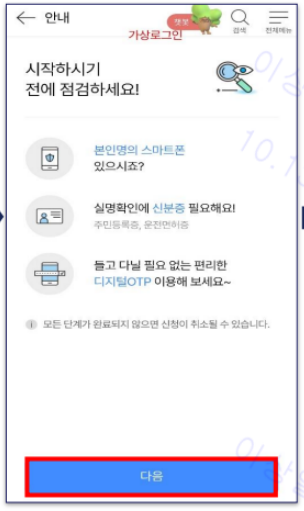 ← 안내
챗봇
검색
전체메뉴
가상로그인
시작하시기
전에 점검하세요!
본인명의 스마트폰
있으시죠?
실명확인에 신분증 필요해요!
주민등록증, 운전면허증
들고 다닐 필요 없는 편리한
디지털OTP 이용해 보세요~
모든 단계가 완료되지 않으면 신청이 취소될 수 있습니다.
다음